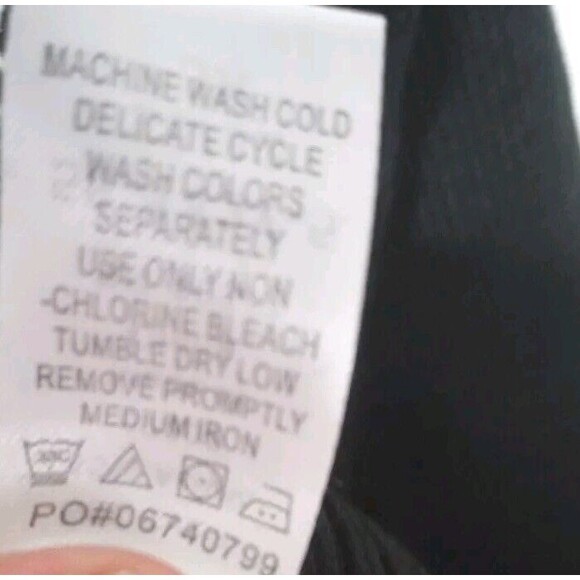 MACHINE WASH COLD
DELICATE CYCLE
WASH COLORS
SEPARATELY
USE ONLY NON
-CHLORINE BLEACH
TUMBLE DRY LOW
REMOVE PROMPTLY
MEDIUM IRON
PO#06740799